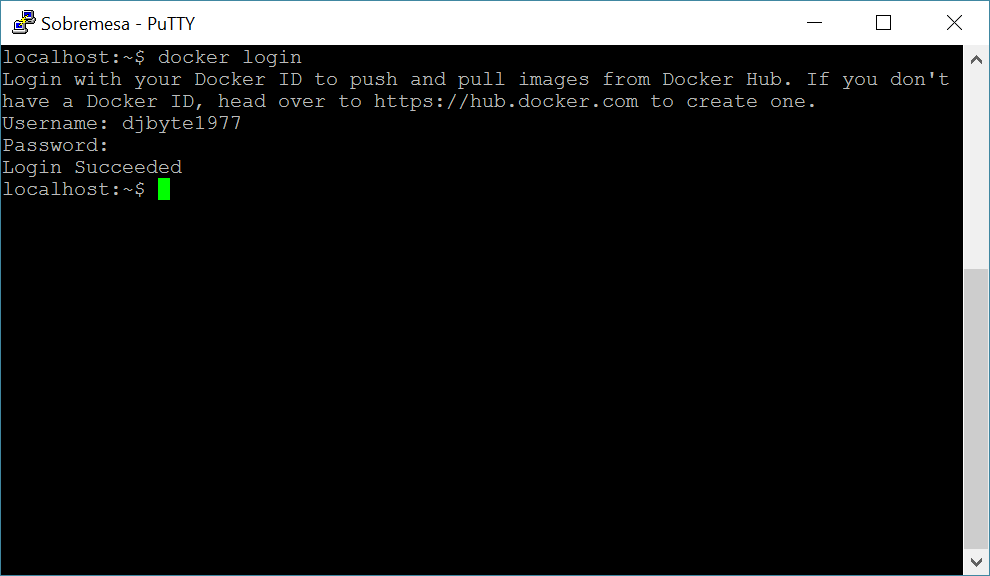 Sobremesa - PuTTY
localhost:~$ docker login
Login with your Docker ID to push and pull images from Docker Hub. If you don't
have a Docker ID, head over to https://hub.docker.com to create one.
Username: djbyte1977
Password:
Login Succeeded
localhost:~$